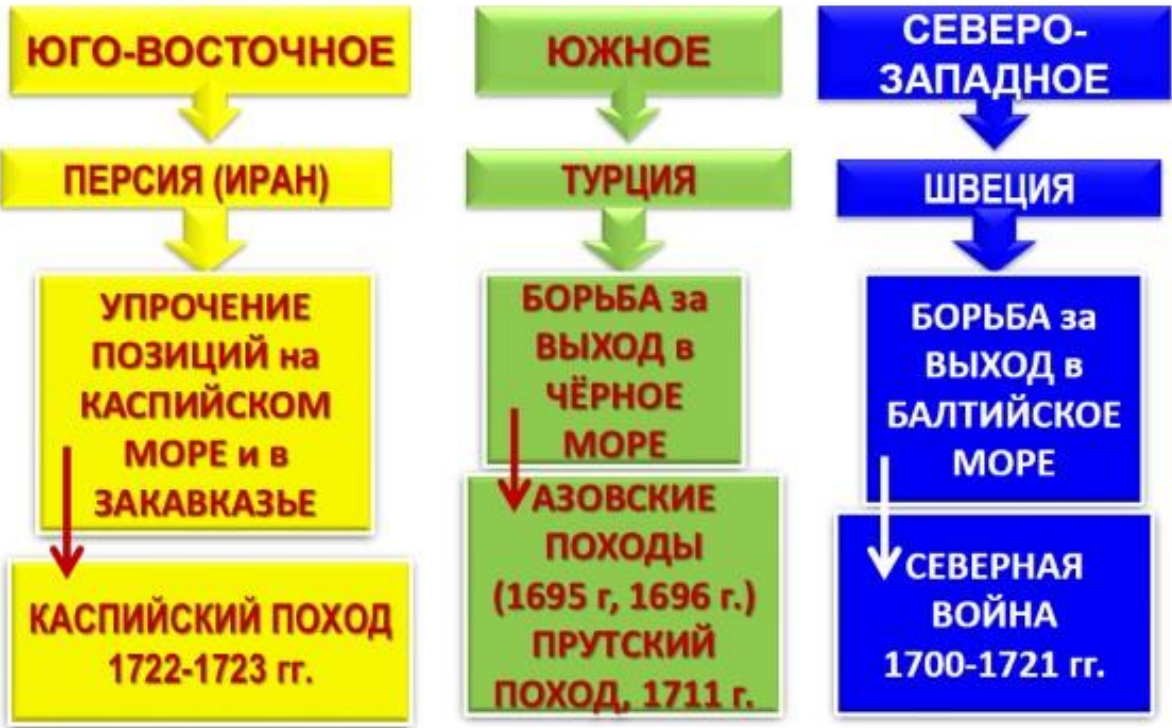 ЮГО-ВОСТОЧНОЕ
ПЕРСИЯ (ИРАН)
УПРОЧЕНИЕ
ПОЗИЦИЙ на
КАСПИЙСКОМ
МОРЕ и в
ЗАКАВКАЗЬЕ
КАСПИЙСКИЙ ПОХОД
1722-1723 гг.
ЮЖНОЕ
ТУРЦИЯ
БОРЬБА за
ВЫХОД в
ЧЁРНОЕ
МОРЕ
АЗОВСКИЕ
ПОХОДЫ
(1695 г, 1696 г.)
ПРУТСКИЙ
ПОХОД, 1711 г.
СЕВЕРО-
ЗАПАДНОЕ
ШВЕЦИЯ
БОРЬБА за
ВЫХОД в
БАЛТИЙСКОЕ
МОРЕ
СЕВЕРНАЯ
ВОЙНА
1700-1721 гг.